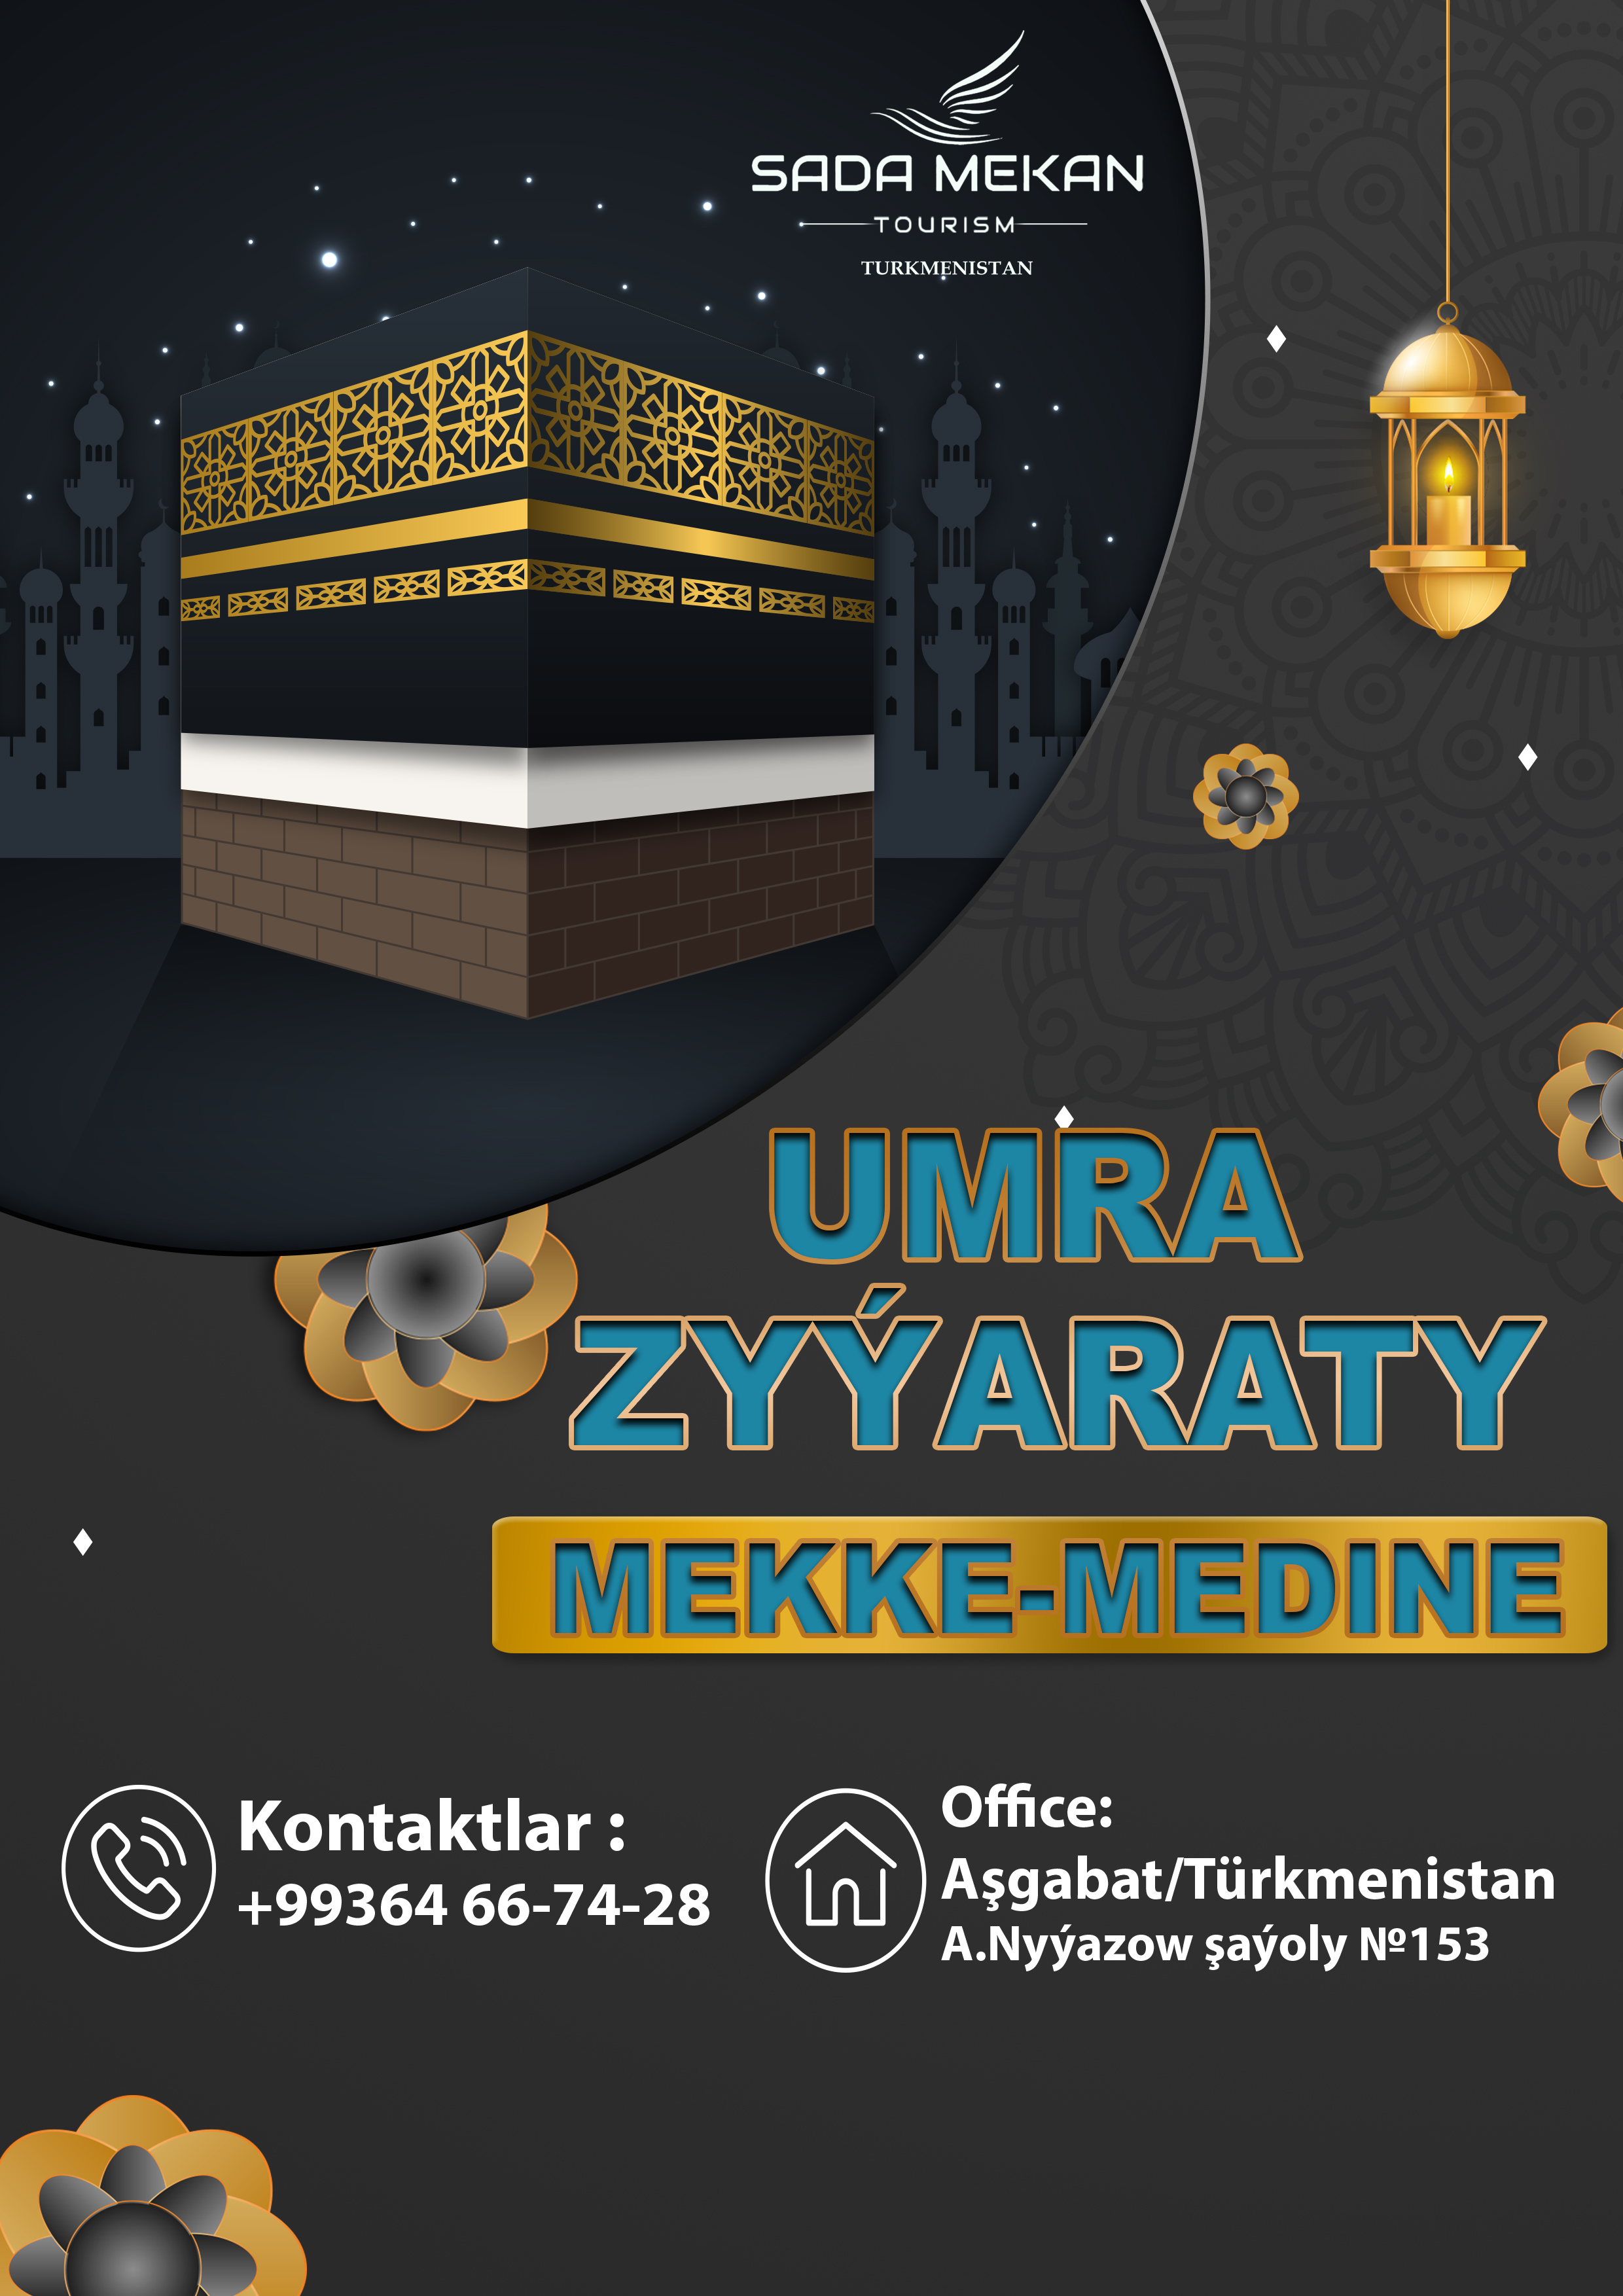 SADA MEKAN
TOURISM
TURKMENISTAN
UMRA
ZYÝARATY
MEKKE-MEDINE
Kontaktlar :
+99364 66-74-28
Office:
Aşgabat/Türkmenistan
A.Nyýazow şaýoly №153